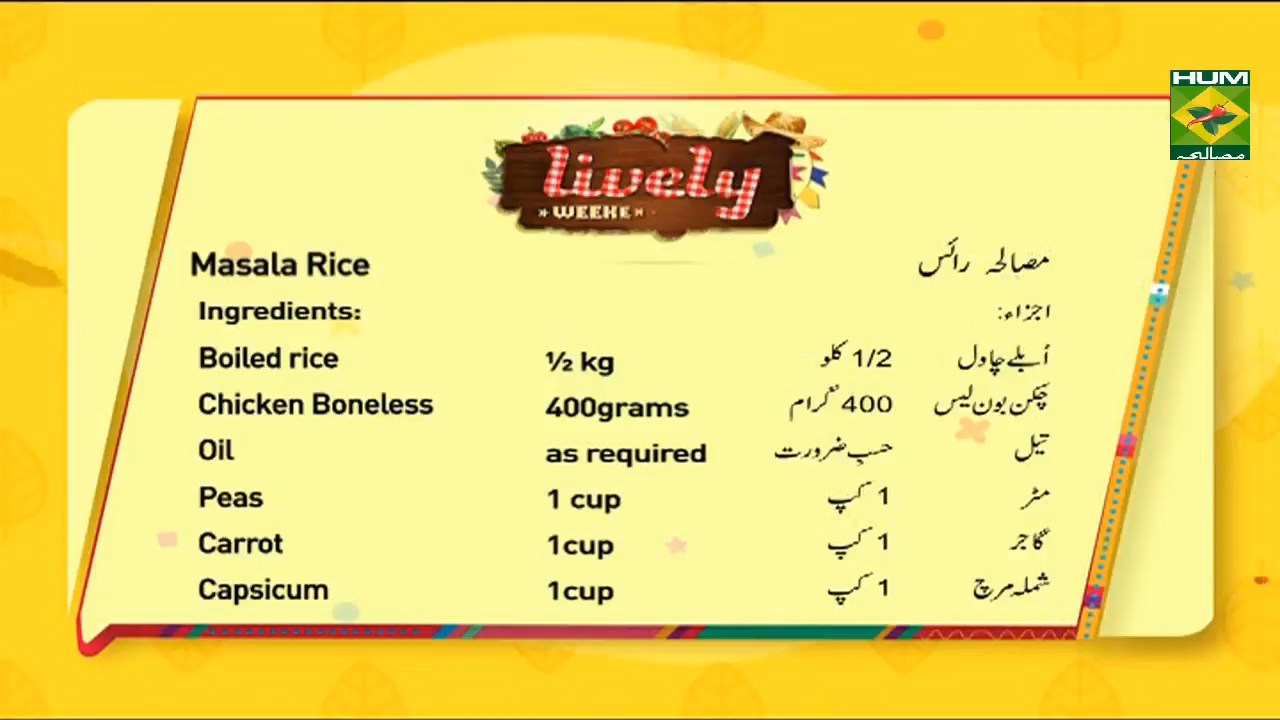 HUM
مصالحہ
lively
WEEKE
Masala Rice مصالحہ رائس
Ingredients: اجزاء:
Boiled rice ½ kg 1/2 کلو اُبلے چاول
Chicken Boneless 400grams 400 گرام چکن بون لیس
Oil as required حسبِ ضرورت تیل
Peas 1 cup 1 کپ مٹر
Carrot 1cup 1 کپ گاجر
Capsicum 1cup 1 کپ شملہ مرچ